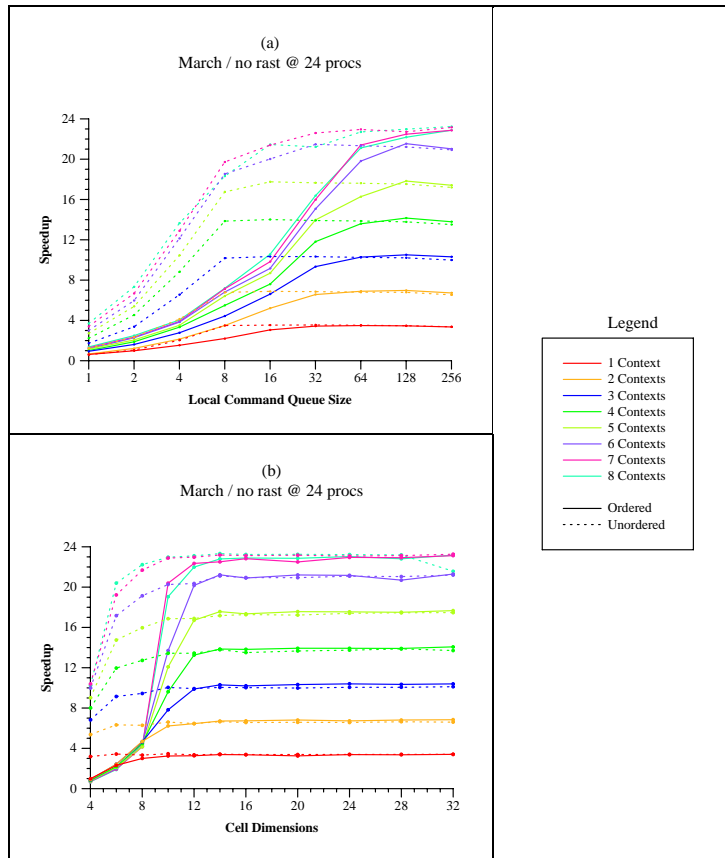 (a)
March / no rast @ 24 procs
24
20
16
12
8
4
0
Speedup
1 2 4 8 16 32 64 128 256
Local Command Queue Size
(b)
March / no rast @ 24 procs
24
20
16
12
8
4
0
Speedup
4 8 12 16 20 24 28 32
Cell Dimensions
Legend
1 Context
2 Contexts
3 Contexts
4 Contexts
5 Contexts
6 Contexts
7 Contexts
8 Contexts
Ordered
Unordered